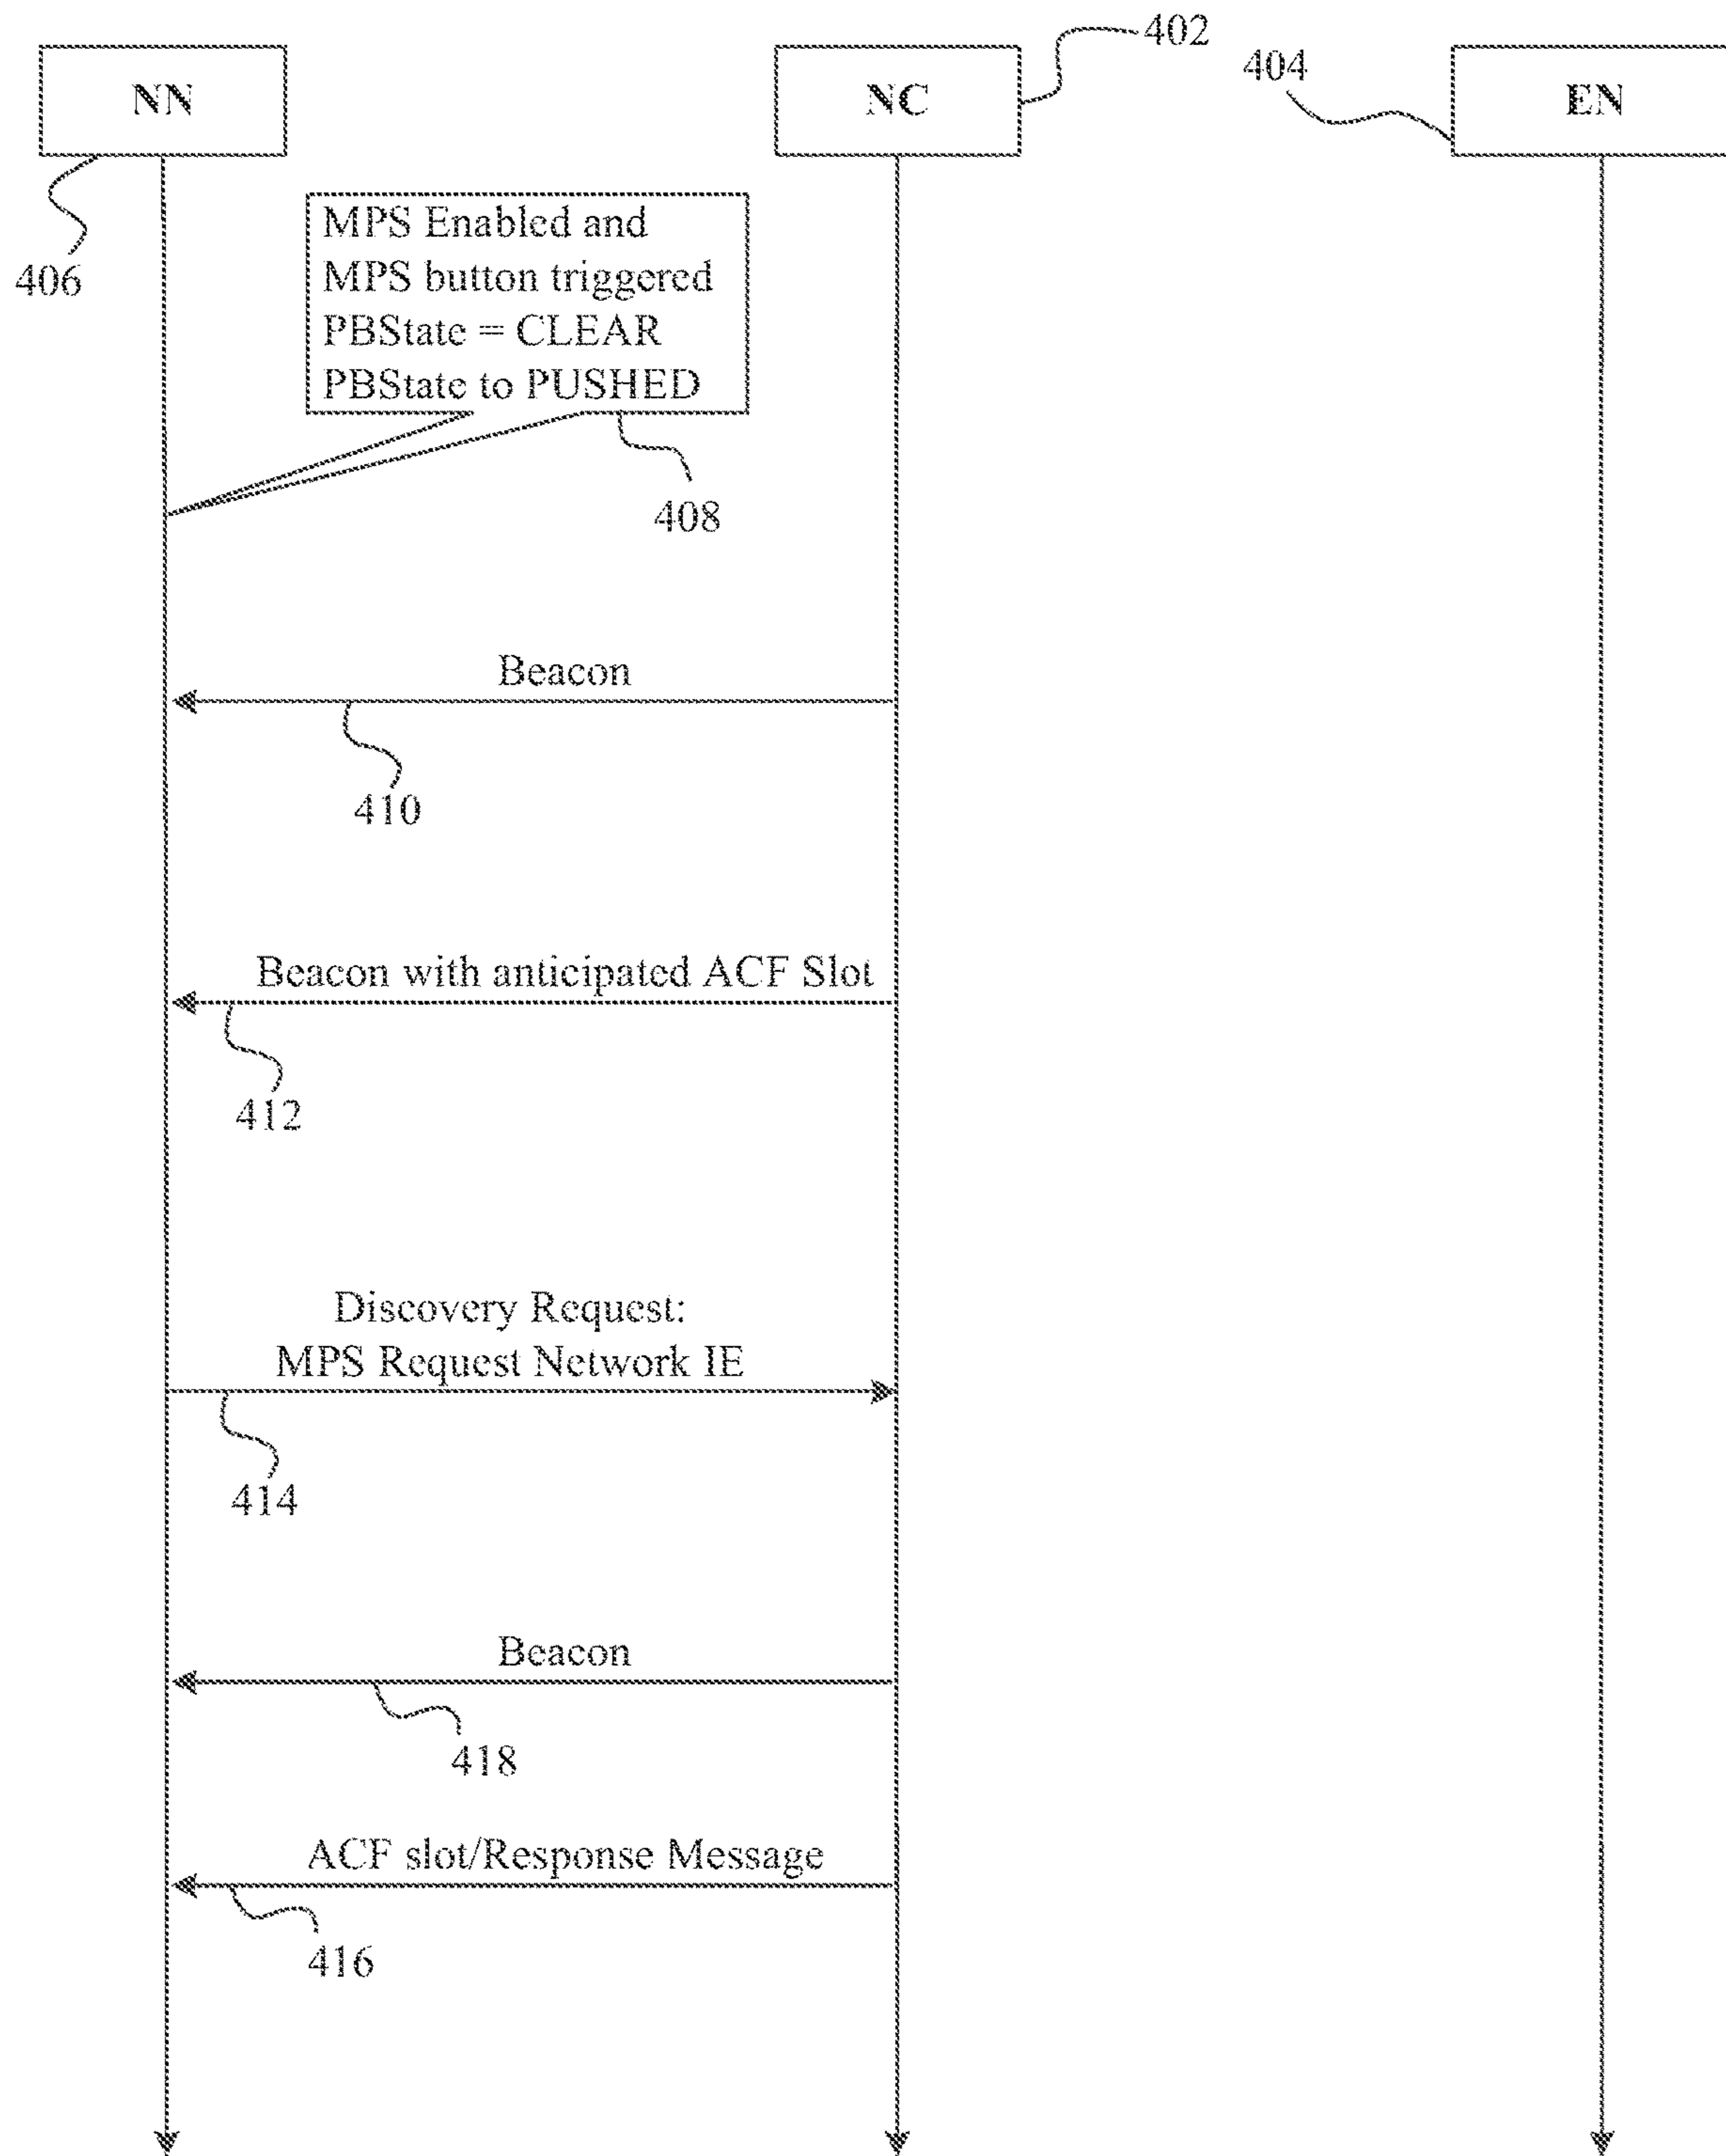 402
404
NN
NC
EN
406
MPS Enabled and
MPS button triggered
PBState = CLEAR
PBState to PUSHED
408
Beacon
410
Beacon with anticipated ACF Slot
412
Discovery Request:
MPS Request Network IE
414
Beacon
418
ACF slot/Response Message
416